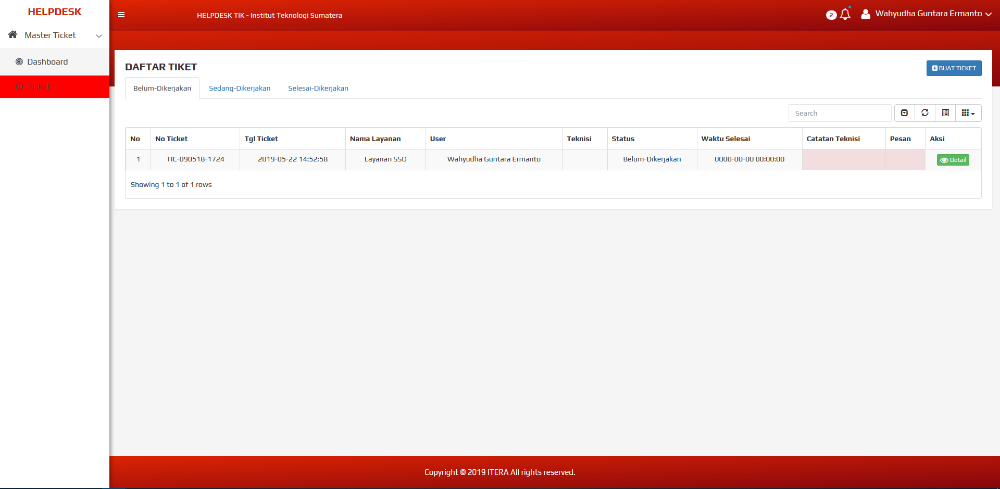 HELPDESK
Master Ticket
Dashboard
Ticket
HELPDESK TIK - Institut Teknologi Sumatera
2
Wahyudha Guntara Ermanto
DAFTAR TIKET
BUAT TICKET
Belum-Dikerjakan Sedang-Dikerjakan Selesai-Dikerjakan
Search
No No Ticket Tgl Ticket Nama Layanan User Teknisi Status Waktu Selesai Catatan Teknisi Pesan Aksi
1 TIC-090518-1724 2019-05-22 14:52:58 Layanan SSO Wahyudha Guntara Ermanto Belum-Dikerjakan 0000-00-00 00:00:00 Detail
Showing 1 to 1 of 1 rows
Copyright © 2019 ITERA All rights reserved.